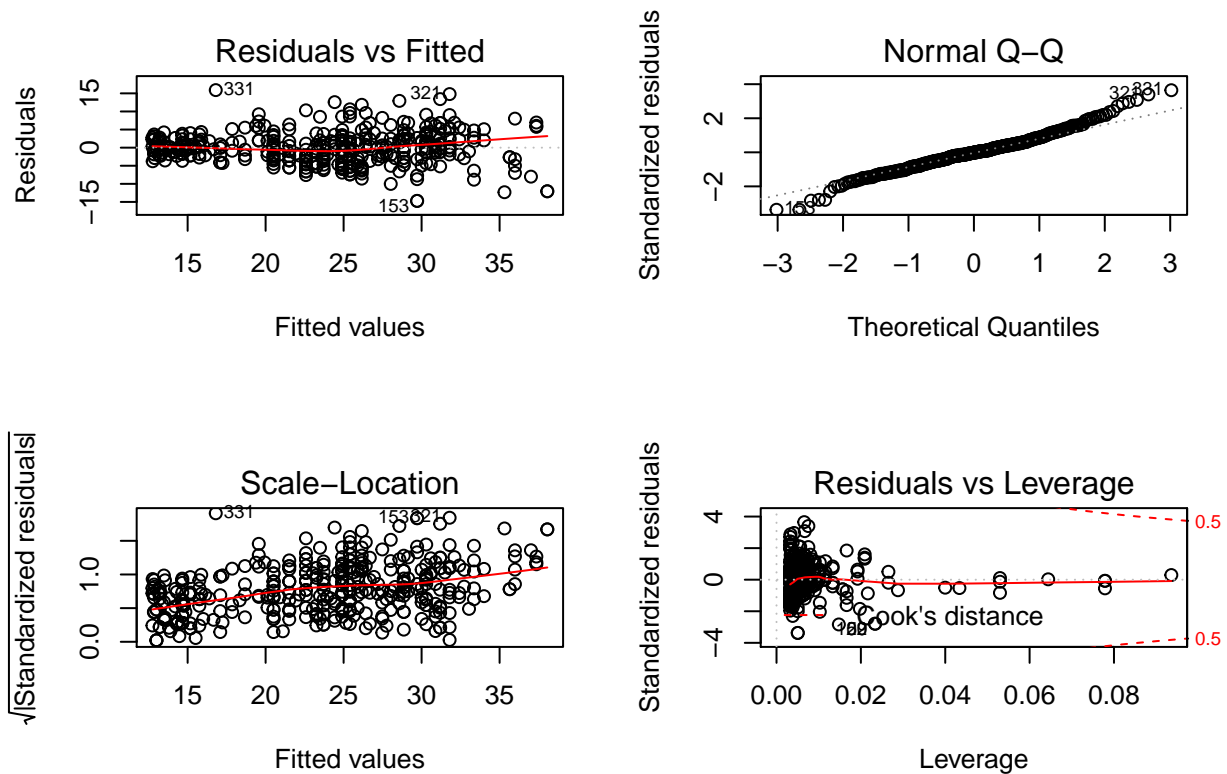 Residuals vs Fitted
Residuals
15
0
−15
331
321
153
15 20 25 30 35
Fitted values
Normal Q−Q
Standardized residuals
2
−2
321
331
153
−3 −2 −1 0 1 2 3
Theoretical Quantiles
Scale−Location
√|Standardized residuals|
1.0
0.0
331
153
321
15 20 25 30 35
Fitted values
Residuals vs Leverage
Standardized residuals
4
0
−4
0.5
0.5
Cook's distance
0.00 0.02 0.04 0.06 0.08
Leverage